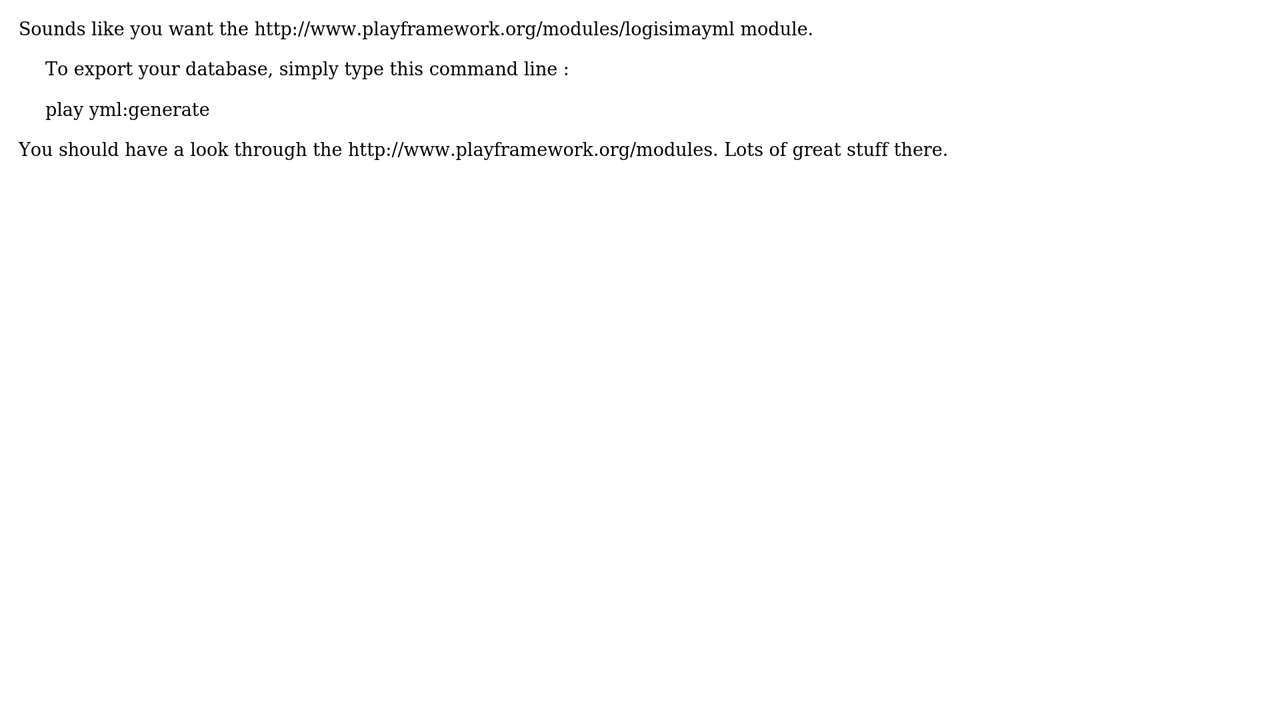 Sounds like you want the http://www.playframework.org/modules/logisimayml module.
To export your database, simply type this command line :
play yml:generate
You should have a look through the http://www.playframework.org/modules. Lots of great stuff there.